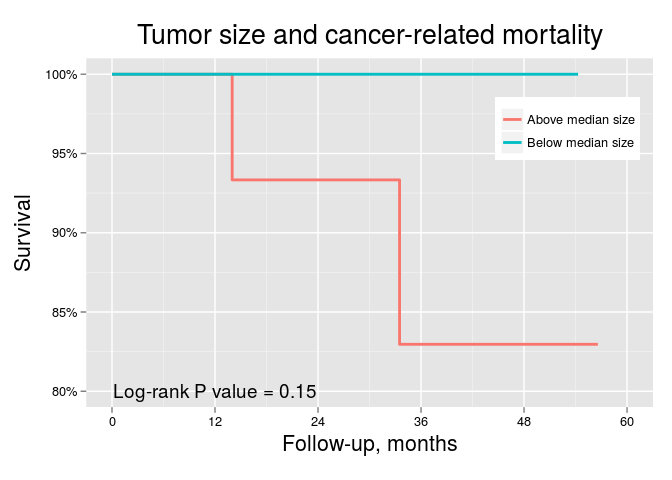 Tumor size and cancer-related mortality
100%
95%
90%
85%
80%
Survival
Above median size
Below median size
Log-rank P value = 0.15
0 12 24 36 48 60
Follow-up, months